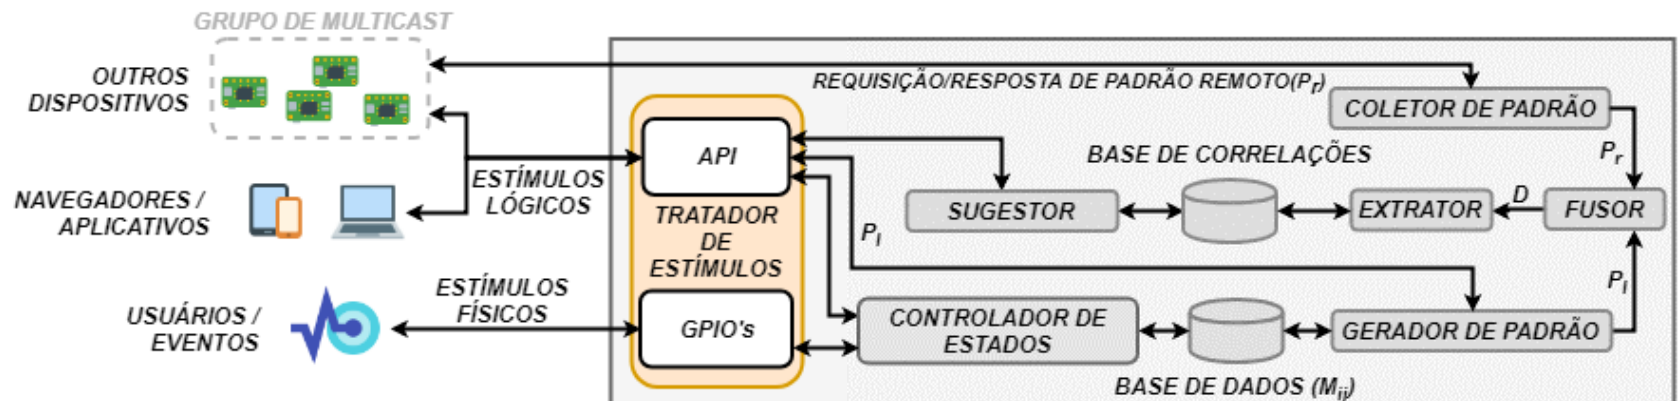 GRUPO DE MULTICAST
OUTROS
DISPOSITIVOS
REQUISIÇÃO/RESPOSTA DE PADRÃO REMOTO(Pr)
COLETOR DE PADRÃO
API
BASE DE CORRELAÇÕES
Pr
NAVEGADORES /
APLICATIVOS
ESTÍMULOS
LÓGICOS
TRATADOR
DE
ESTÍMULOS
Pl
SUGESTOR
EXTRATOR
D
FUSOR
Pl
USUÁRIOS /
EVENTOS
ESTÍMULOS
FÍSICOS
GPIO's
CONTROLADOR DE
ESTADOS
GERADOR DE PADRÃO
BASE DE DADOS (Mij)